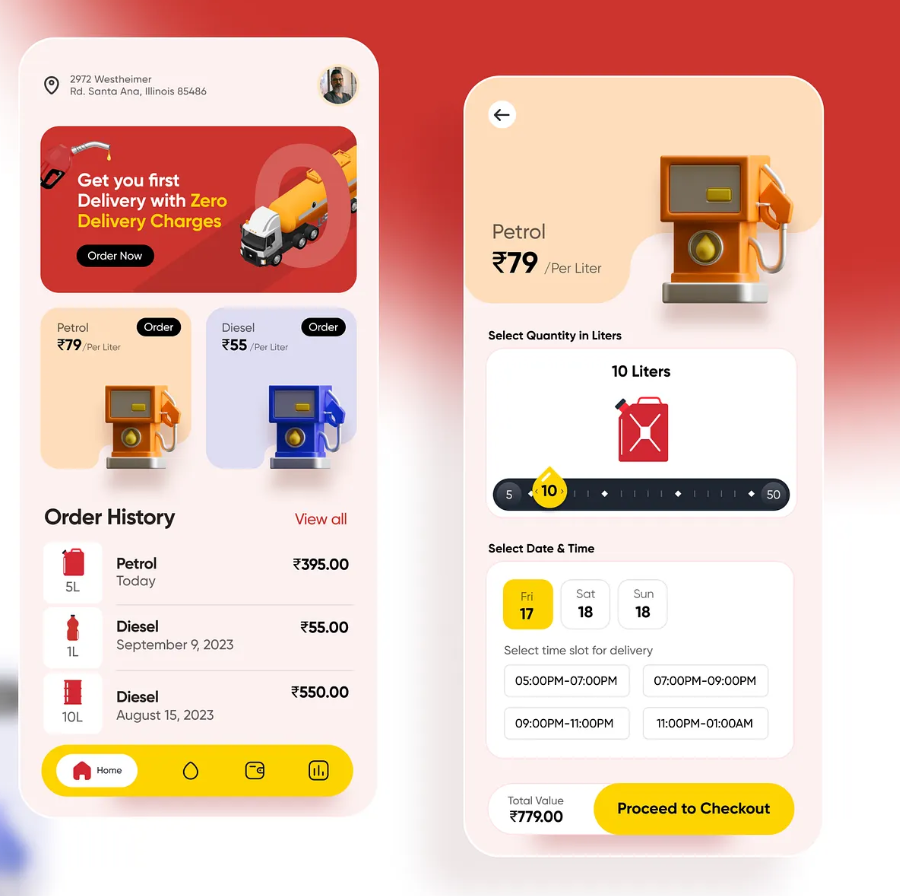 2972 Westheimer
Rd. Santa Ana, Illinois 85486
Get you first
Delivery with Zero
Delivery Charges
0
Order Now
Petrol
Order
₹79 /Per Liter
Diesel
Order
₹55 /Per Liter
Order History
View all
5L
Petrol
Today
₹395.00
1L
Diesel
September 9, 2023
₹55.00
10L
Diesel
August 15, 2023
₹550.00
Home
Petrol
₹79 /Per Liter
Select Quantity in Liters
10 Liters
5
10
50
Select Date & Time
Fri
17
Sat
18
Sun
18
Select time slot for delivery
05:00PM-07:00PM
07:00PM-09:00PM
09:00PM-11:00PM
11:00PM-01:00AM
Total Value
₹779.00
Proceed to Checkout